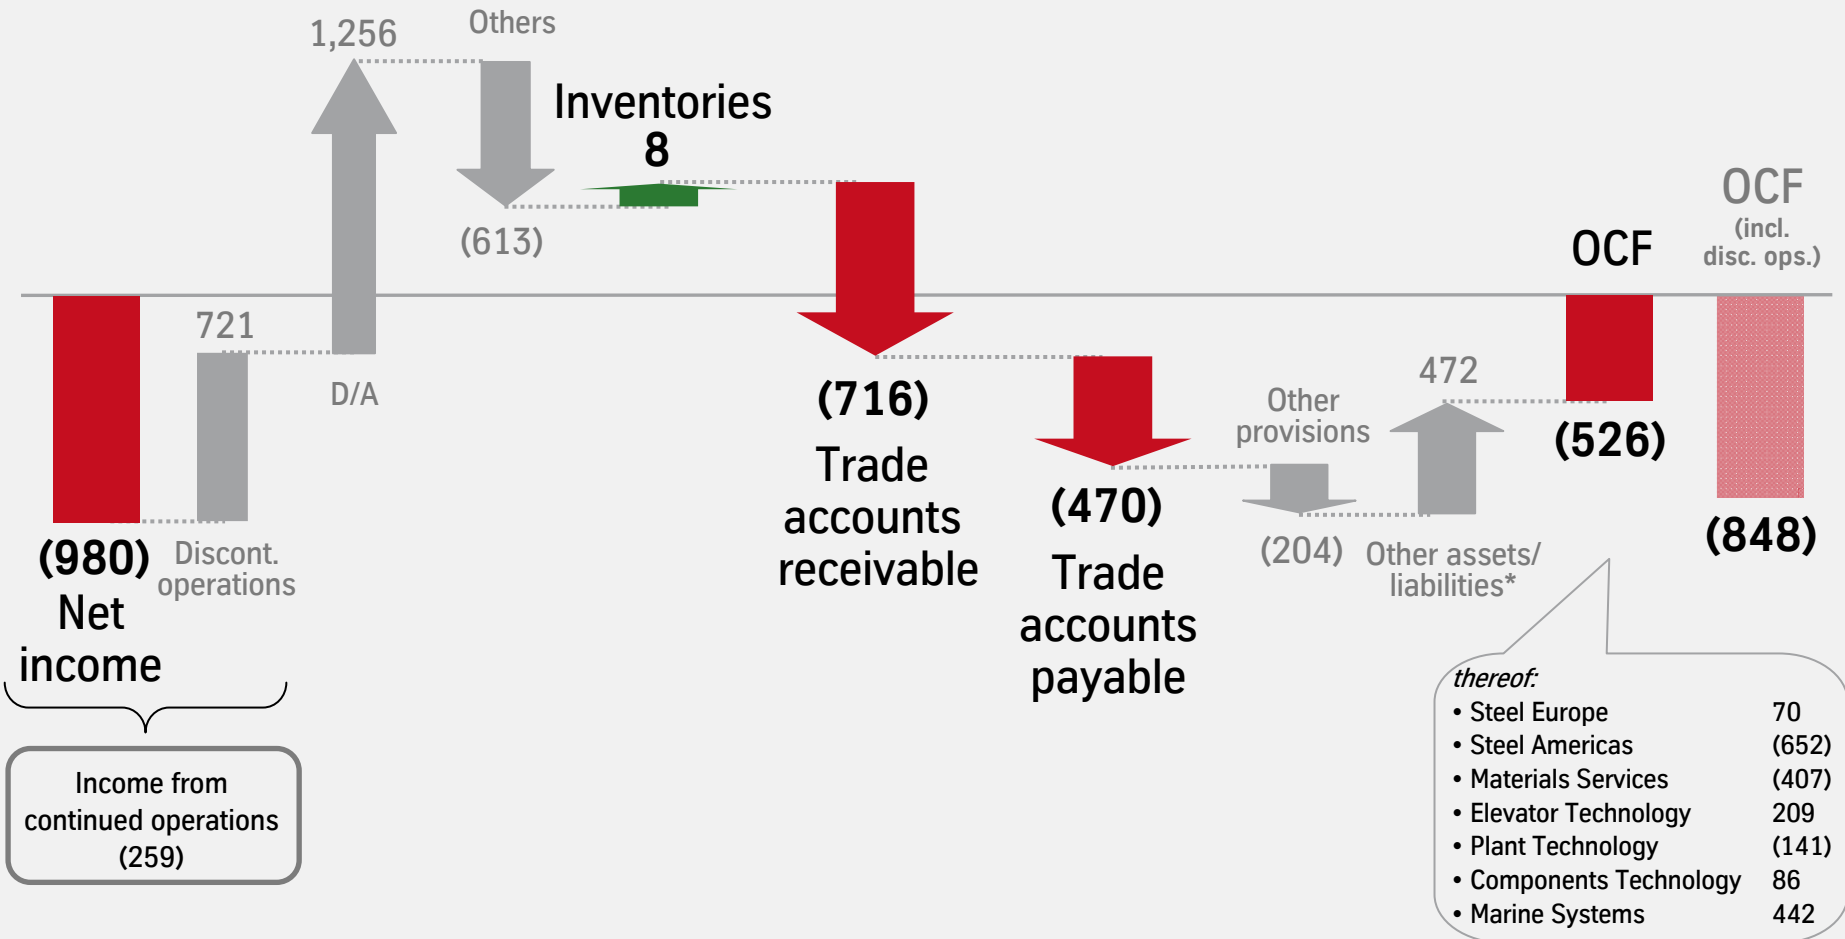 1,256
Others
Inventories
8
(613)
OCF
OCF
(incl.
disc. ops.)
721
D/A
(980)
Net
income
Discont.
operations
(716)
Trade
accounts
receivable
(470)
Trade
accounts
payable
Other
provisions
(204)
472
Other assets/
liabilities*
(526)
(848)
Income from
continued operations
(259)
thereof:
• Steel Europe 70
• Steel Americas (652)
• Materials Services (407)
• Elevator Technology 209
• Plant Technology (141)
• Components Technology 86
• Marine Systems 442